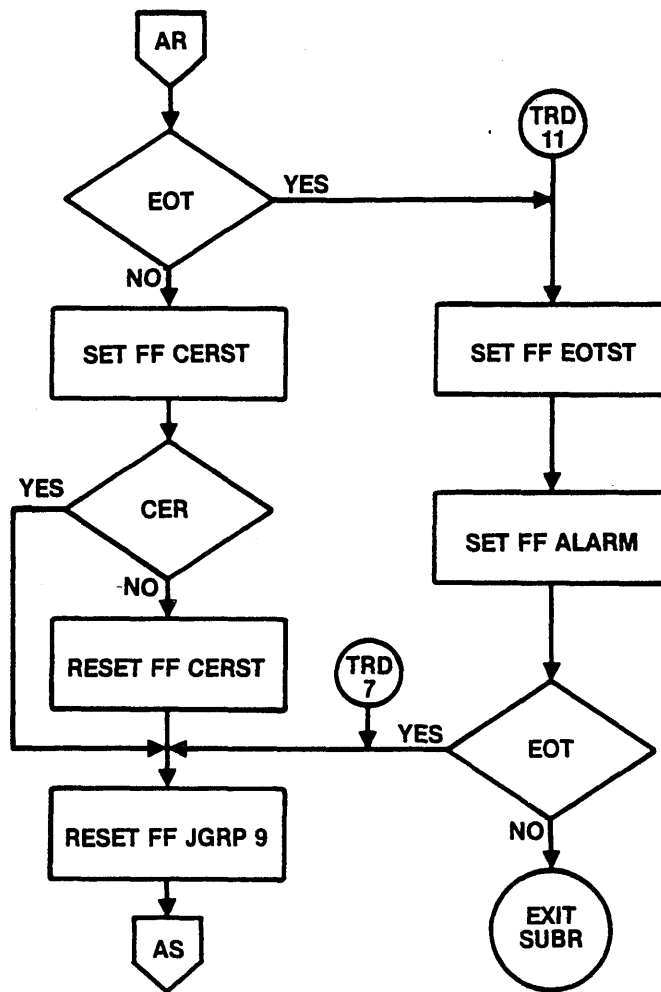 AR
TRD
11
EOT
YES
NO
SET FF CERST
SET FF EOTST
YES
CER
SET FF ALARM
NO
RESET FF CERST
TRD
7
YES
EOT
RESET FF JGRP 9
NO
AS
EXIT
SUBR